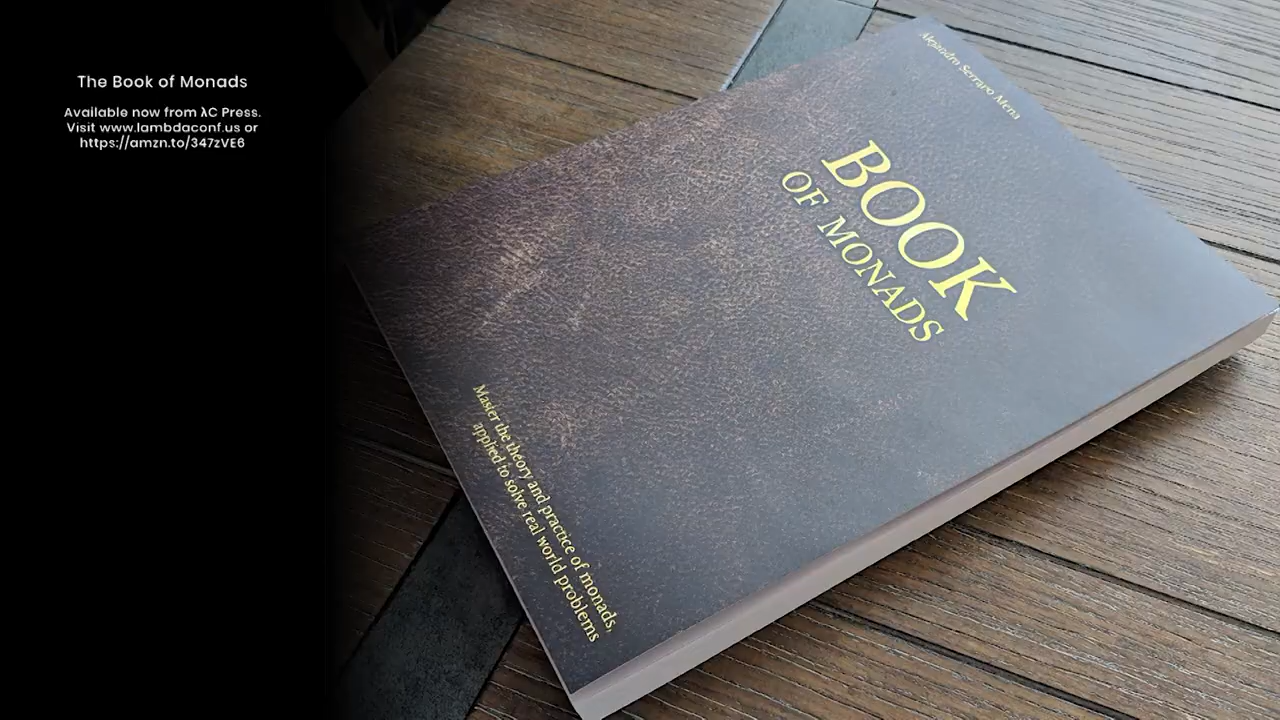 The Book of Monads
Available now from λC Press.
Visit www.lambdaconf.us or
https://amzn.to/347zVE6
Alejandro Serrano Mena
BOOK
OF MONADS
Master the theory and practice of monads,
applied to solve real world problems